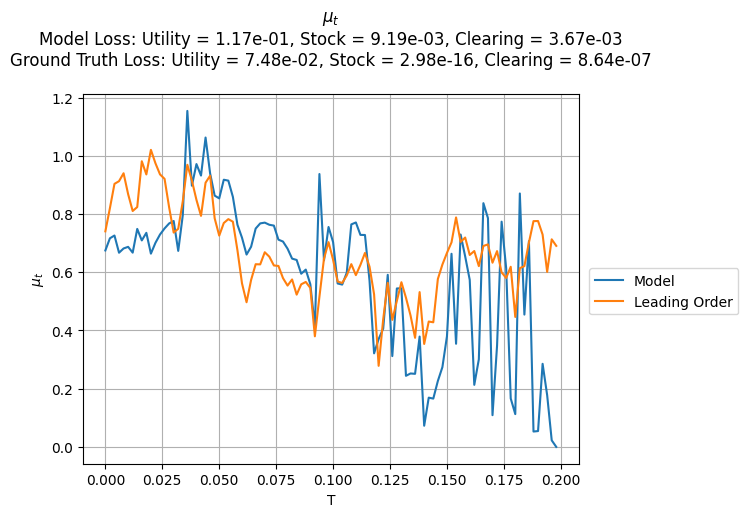 μt
Model Loss: Utility = 1.17e-01, Stock = 9.19e-03, Clearing = 3.67e-03
Ground Truth Loss: Utility = 7.48e-02, Stock = 2.98e-16, Clearing = 8.64e-07
1.2
1.0
0.8
0.6
0.4
0.2
0.0
μt
0.000 0.025 0.050 0.075 0.100 0.125 0.150 0.175 0.200
T
Model
Leading Order